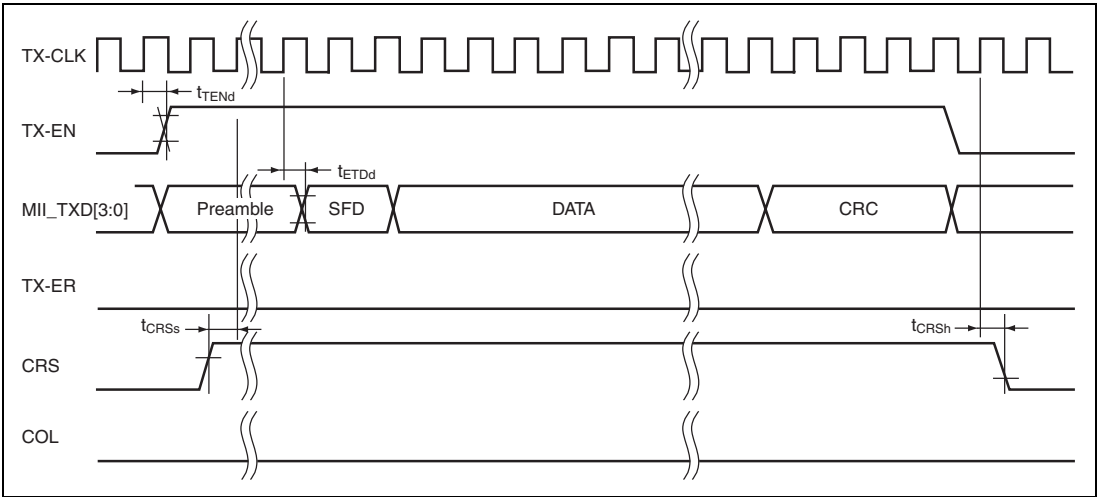 TX-CLK
tTENd
TX-EN
tETDd
MII_TXD[3:0] Preamble SFD DATA CRC
TX-ER
tCRSs tCRSh
CRS
COL